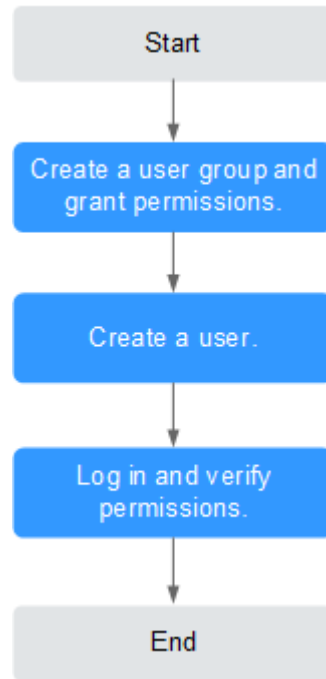 Start
Create a user group and
grant permissions.
Create a user.
Log in and verify
permissions.
End